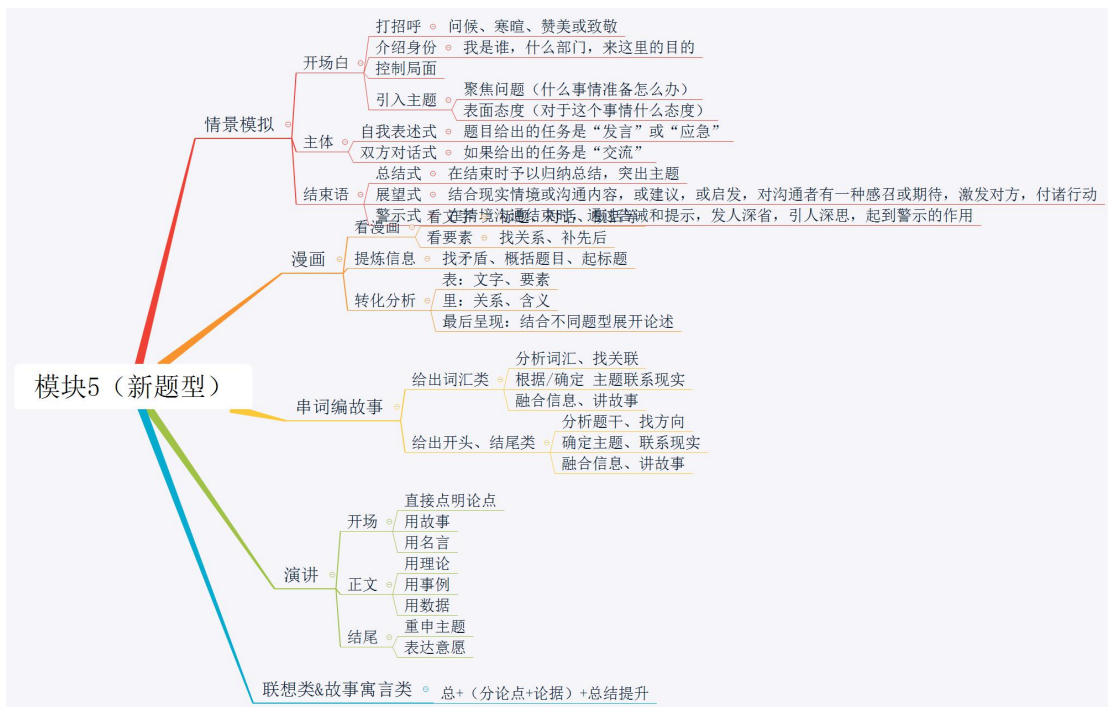 模块5（新题型）
情景模拟
开场白
打招呼
问候、寒暄、赞美或致敬
介绍身份
我是谁，什么部门，来这里的目的
控制局面
引入主题
聚焦问题（什么事情准备怎么办）
表面态度（对于这个事情什么态度）
主体
自我表述式
题目给出的任务是“发言”或“应急”
双方对话式
如果给出的任务是“交流”
结束语
总结式
在结束时予以归纳总结，突出主题
展望式
结合现实情境或沟通内容，或建议，或启发，对沟通者有一种感召或期待，激发对方，付诸行动
警示式
在情境沟通结束时，通过告诫和提示，发人深省，引人深思，起到警示的作用
漫画
看漫画
看文字
看要素
找关系、补先后
提炼信息
找矛盾、概括题目、起标题
转化分析
表：文字、要素
里：关系、含义
最后呈现：结合不同题型展开论述
串词编故事
给出词汇类
分析词汇、找关联
根据/确定 主题联系现实
融合信息、讲故事
给出开头、结尾类
分析题干、找方向
确定主题、联系现实
融合信息、讲故事
演讲
开场
直接点明论点
用故事
用名言
正文
用理论
用事例
用数据
结尾
重申主题
表达意愿
联想类&故事寓言类
总+（分论点+论据）+总结提升